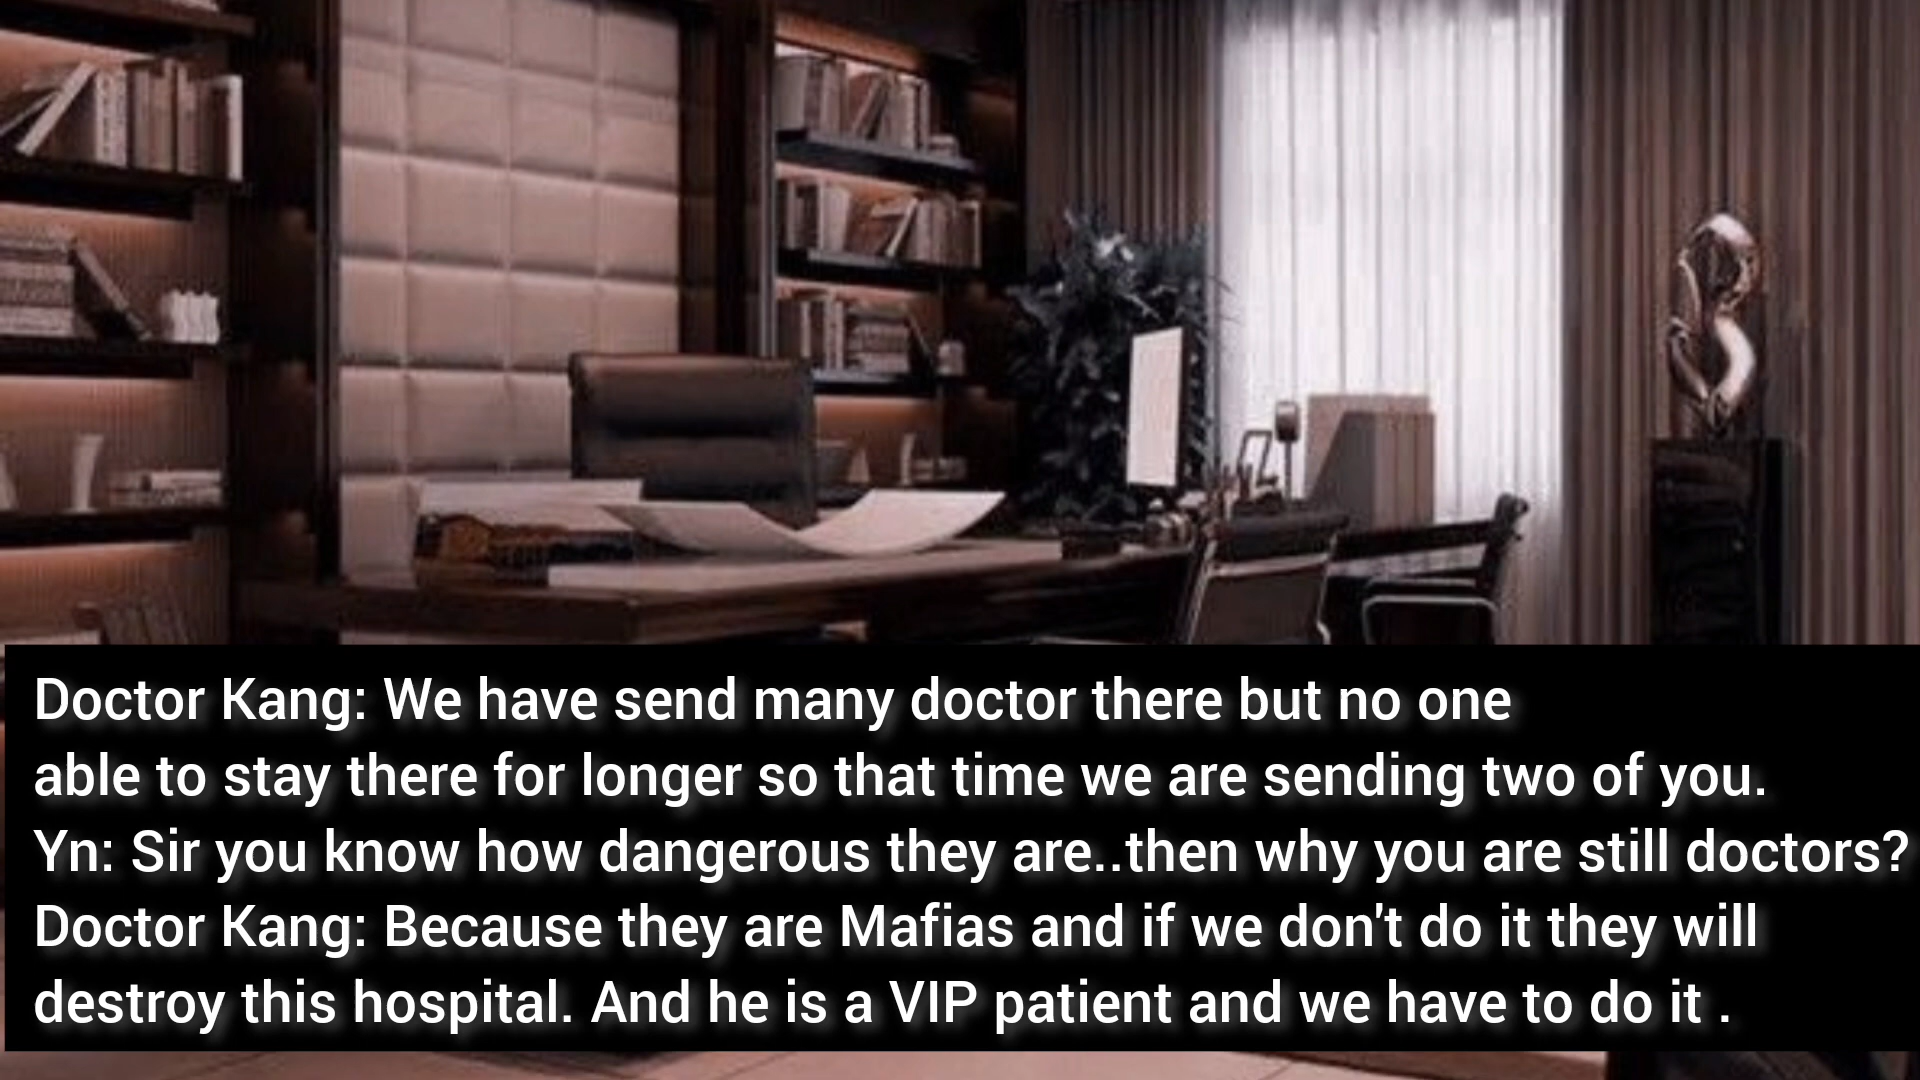 Doctor Kang: We have send many doctor there but no one
able to stay there for longer so that time we are sending two of you.
Yn: Sir you know how dangerous they are..then why you are still doctors?
Doctor Kang: Because they are Mafias and if we don't do it they will
destroy this hospital. And he is a VIP patient and we have to do it .